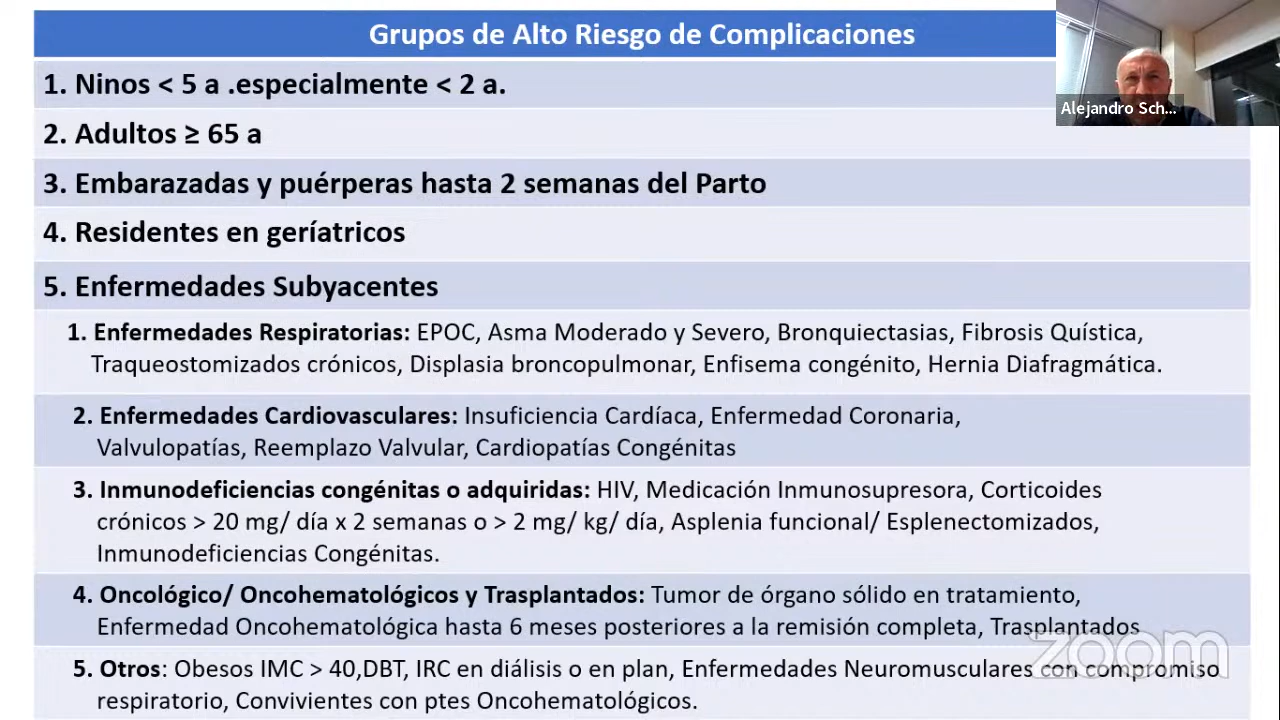 Grupos de Alto Riesgo de Complicaciones
Alejandro Sch...
1. Ninos < 5 a .especialmente < 2 a.
2. Adultos ≥ 65 a
3. Embarazadas y puérperas hasta 2 semanas del Parto
4. Residentes en geríatricos
5. Enfermedades Subyacentes
1. Enfermedades Respiratorias: EPOC, Asma Moderado y Severo, Bronquiectasias, Fibrosis Quística,
Traqueostomizados crónicos, Displasia broncopulmonar, Enfisema congénito, Hernia Diafragmática.
2. Enfermedades Cardiovasculares: Insuficiencia Cardíaca, Enfermedad Coronaria,
Valvulopatías, Reemplazo Valvular, Cardiopatías Congénitas
3. Inmunodeficiencias congénitas o adquiridas: HIV, Medicación Inmunosupresora, Corticoides
crónicos > 20 mg/ día x 2 semanas o > 2 mg/ kg/ día, Asplenia funcional/ Esplenectomizados,
Inmunodeficiencias Congénitas.
4. Oncológico/ Oncohematológicos y Trasplantados: Tumor de órgano sólido en tratamiento,
Enfermedad Oncohematológica hasta 6 meses posteriores a la remisión completa, Trasplantados
5. Otros: Obesos IMC > 40,DBT, IRC en diálisis o en plan, Enfermedades Neuromusculares con compromiso
respiratorio, Convivientes con ptes Oncohematológicos.
zoom